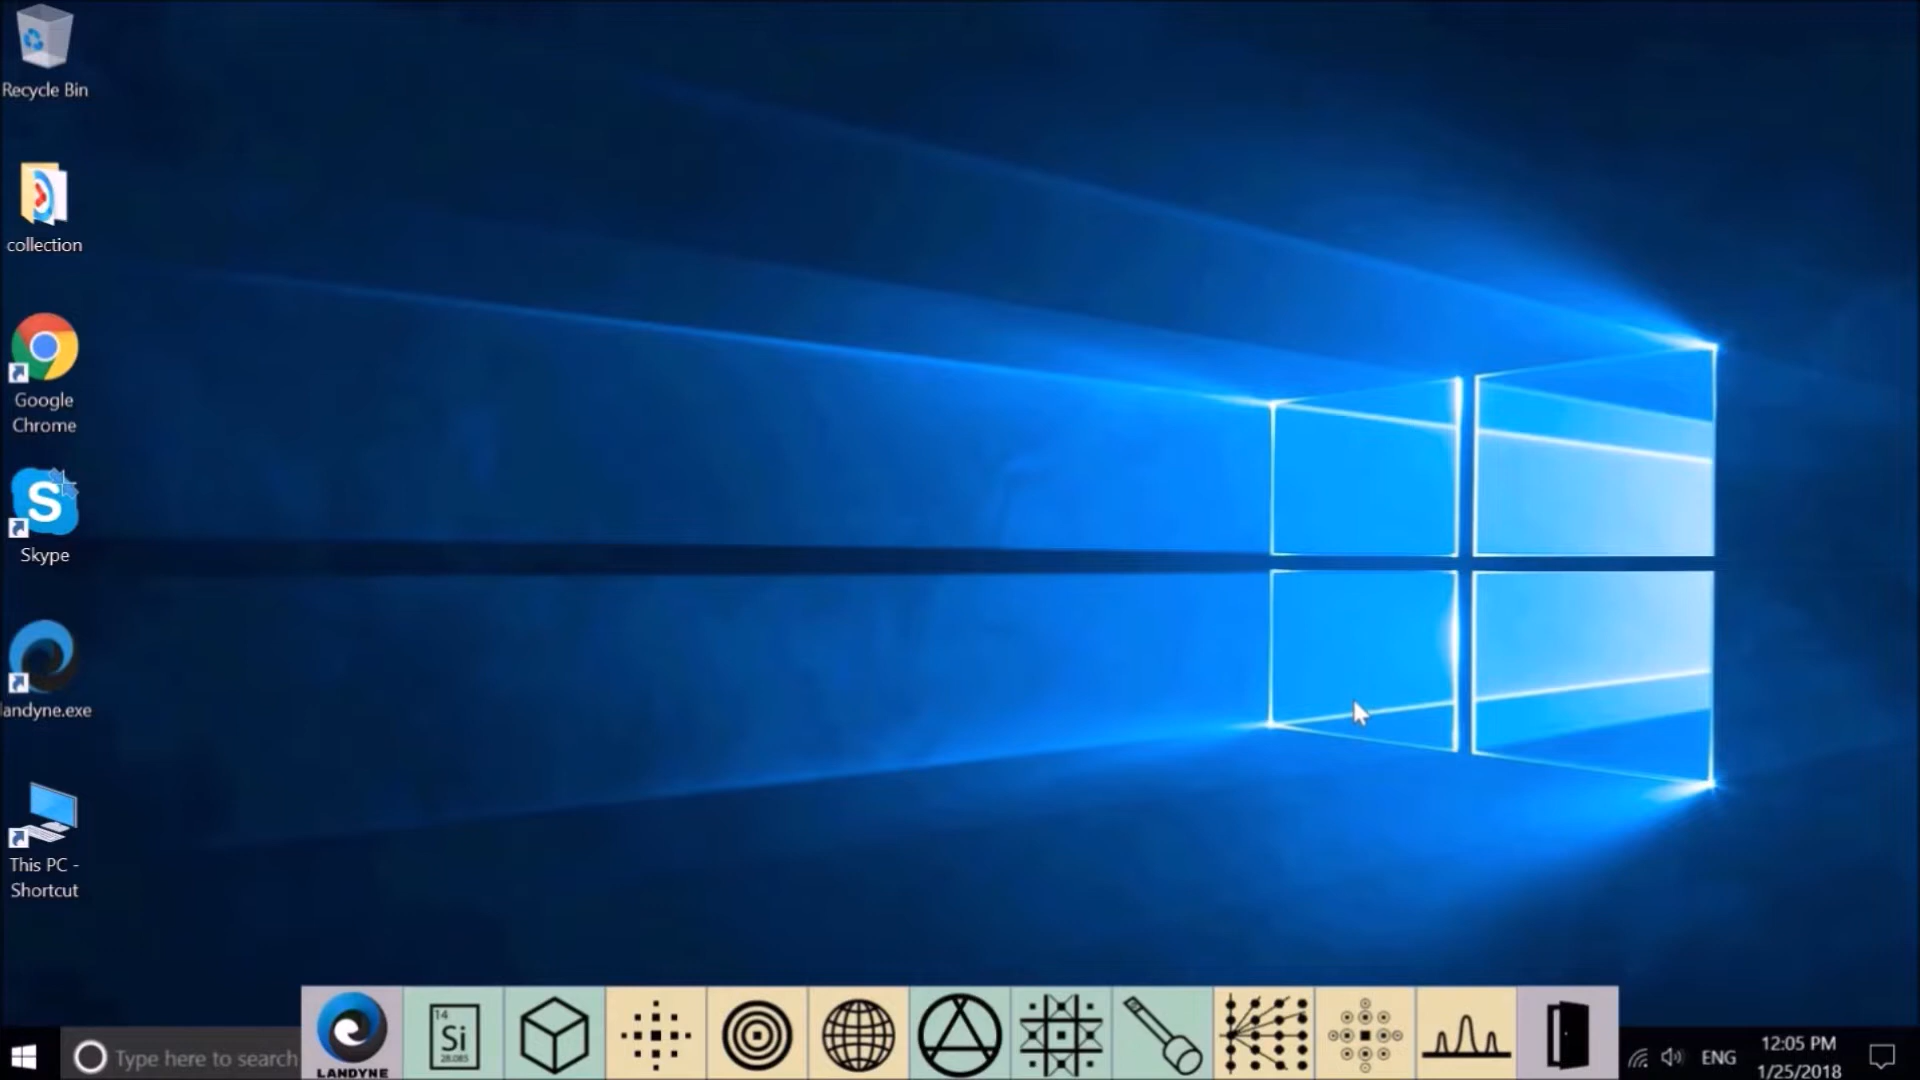 Recycle Bin
collection
Google
Chrome
Skype
landyne.exe
This PC -
Shortcut
Type here to search
LANDYNE
14
Si
28.085
ENG
12:05 PM
1/25/2018